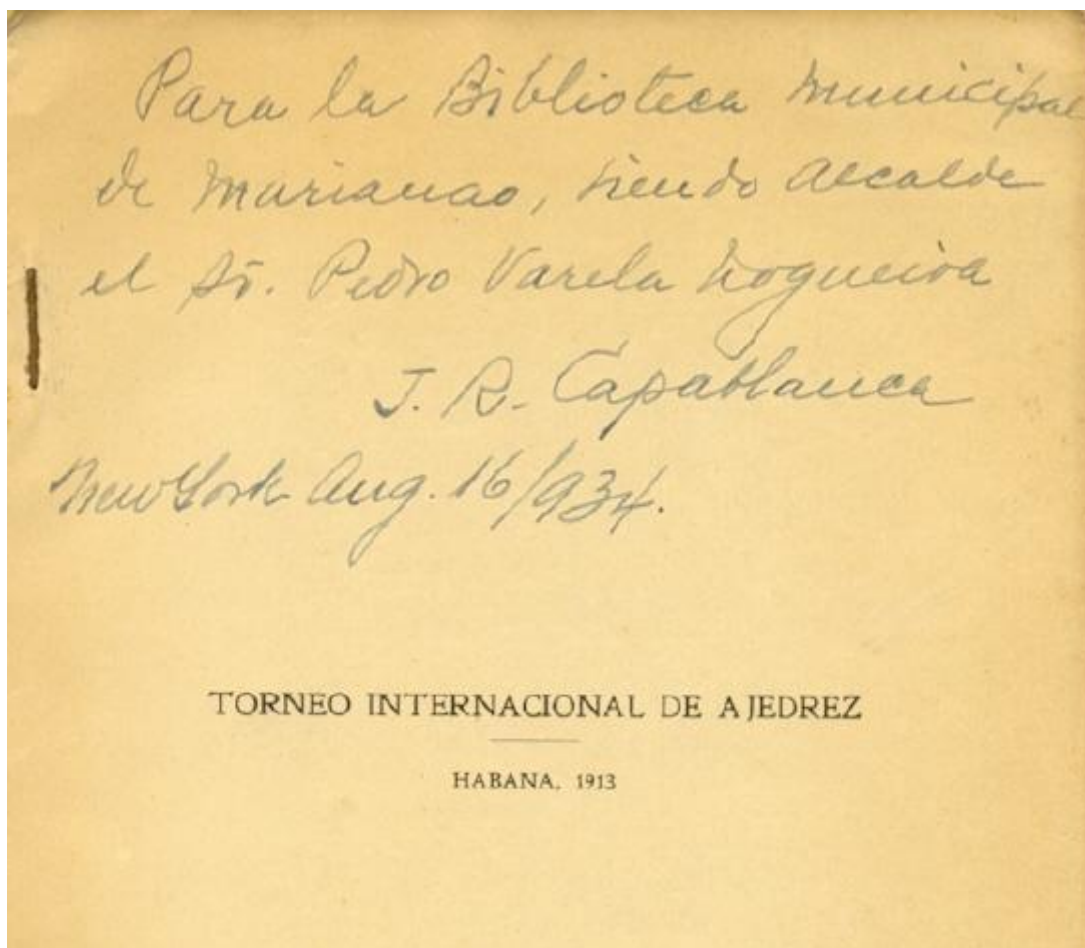 Para la Biblioteca Municipal
de Marianao, siendo Alcalde
el Sr. Pedro Varela Nogueira
J. R. Capablanca
New York Aug. 16/934.
TORNEO INTERNACIONAL DE AJEDREZ
HABANA, 1913